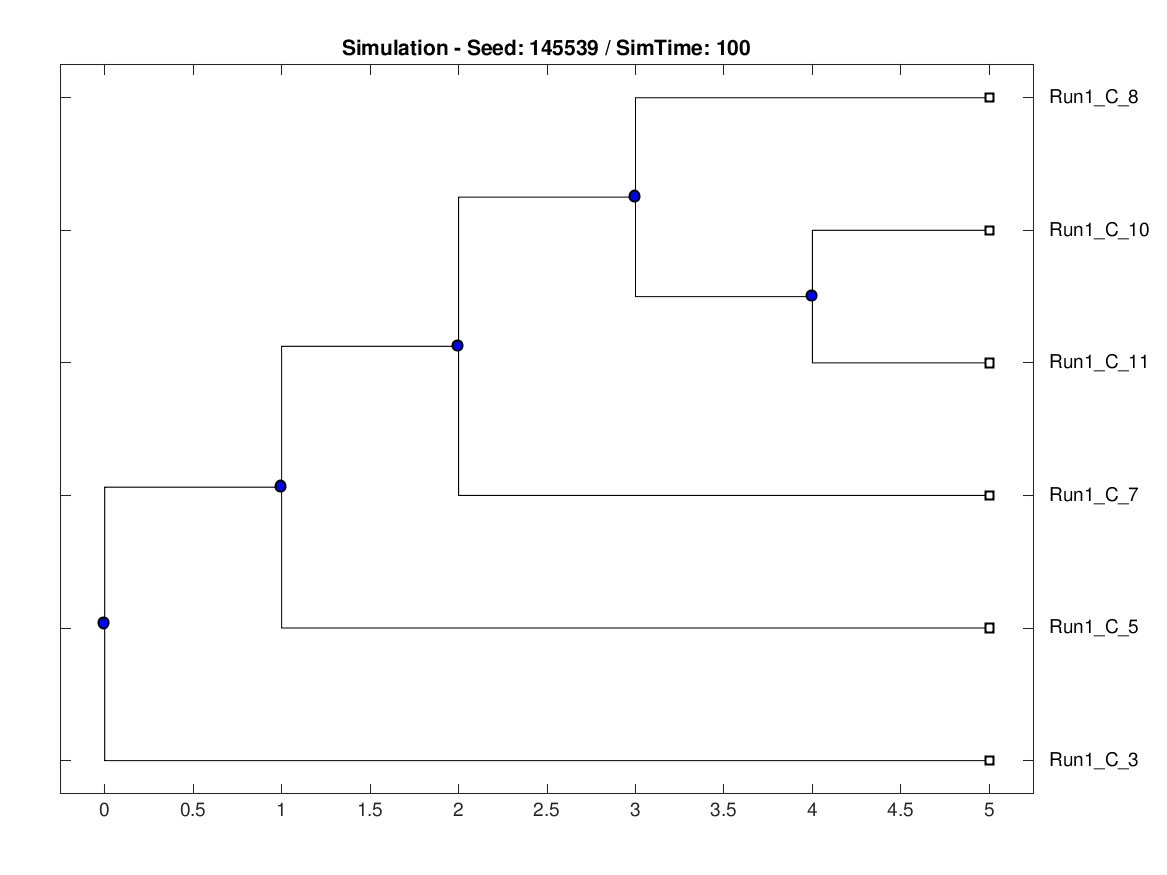 Simulation - Seed: 145539 / SimTime: 100
Run1_C_8
Run1_C_10
Run1_C_11
Run1_C_7
Run1_C_5
Run1_C_3
0 0.5 1 1.5 2 2.5 3 3.5 4 4.5 5